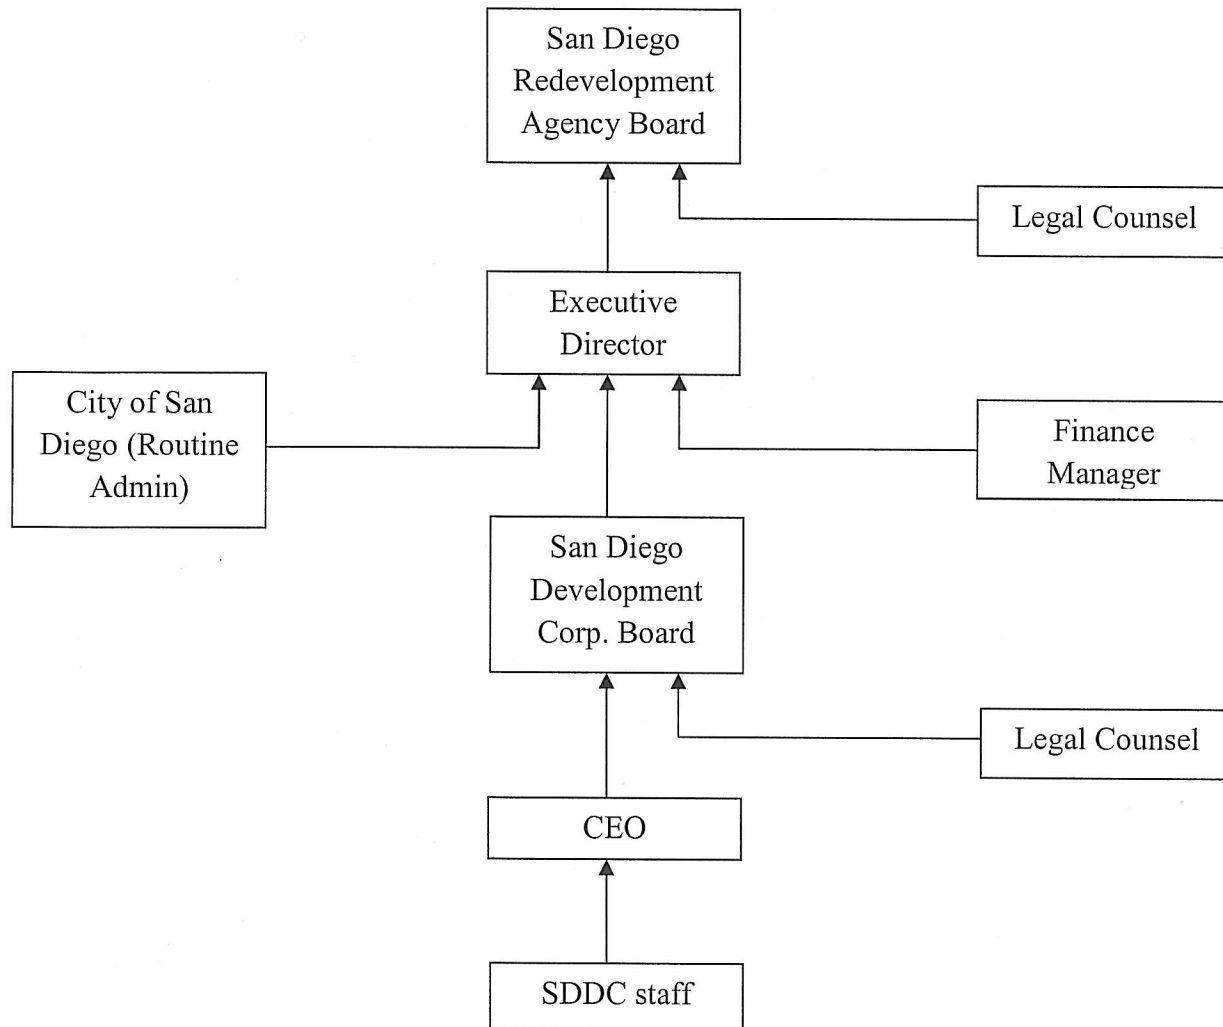 San Diego
Redevelopment
Agency Board
Legal Counsel
Executive
Director
City of San
Diego (Routine
Admin)
Finance
Manager
San Diego
Development
Corp. Board
Legal Counsel
CEO
SDDC staff